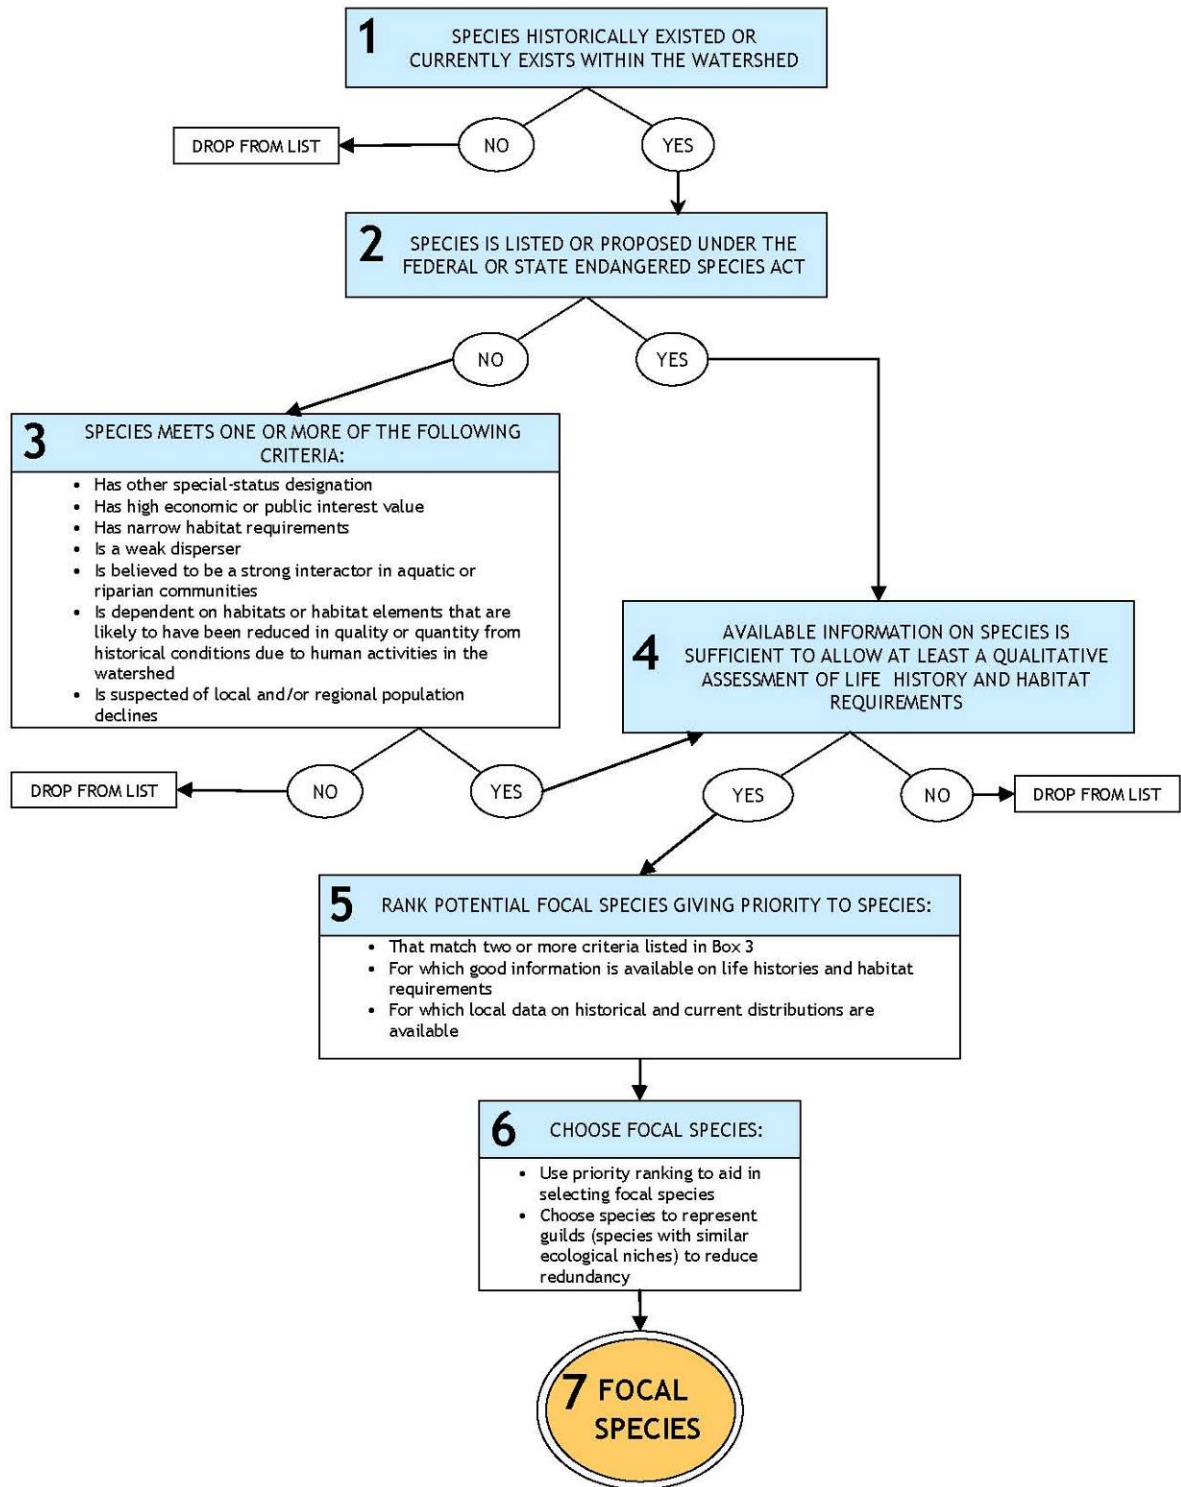 1
SPECIES HISTORICALLY EXISTED OR
CURRENTLY EXISTS WITHIN THE WATERSHED
DROP FROM LIST
NO
YES
2
SPECIES IS LISTED OR PROPOSED UNDER THE
FEDERAL OR STATE ENDANGERED SPECIES ACT
NO
YES
3
SPECIES MEETS ONE OR MORE OF THE FOLLOWING
CRITERIA:
• Has other special-status designation
• Has high economic or public interest value
• Has narrow habitat requirements
• Is a weak disperser
• Is believed to be a strong interactor in aquatic or
riparian communities
• Is dependent on habitats or habitat elements that are
likely to have been reduced in quality or quantity from
historical conditions due to human activities in the
watershed
• Is suspected of local and/or regional population
declines
4
AVAILABLE INFORMATION ON SPECIES IS
SUFFICIENT TO ALLOW AT LEAST A QUALITATIVE
ASSESSMENT OF LIFE HISTORY AND HABITAT
REQUIREMENTS
DROP FROM LIST
NO
YES
YES
NO
DROP FROM LIST
5
RANK POTENTIAL FOCAL SPECIES GIVING PRIORITY TO SPECIES:
• That match two or more criteria listed in Box 3
• For which good information is available on life histories and habitat
requirements
• For which local data on historical and current distributions are
available
6
CHOOSE FOCAL SPECIES:
• Use priority ranking to aid in
selecting focal species
• Choose species to represent
guilds (species with similar
ecological niches) to reduce
redundancy
7 FOCAL
SPECIES